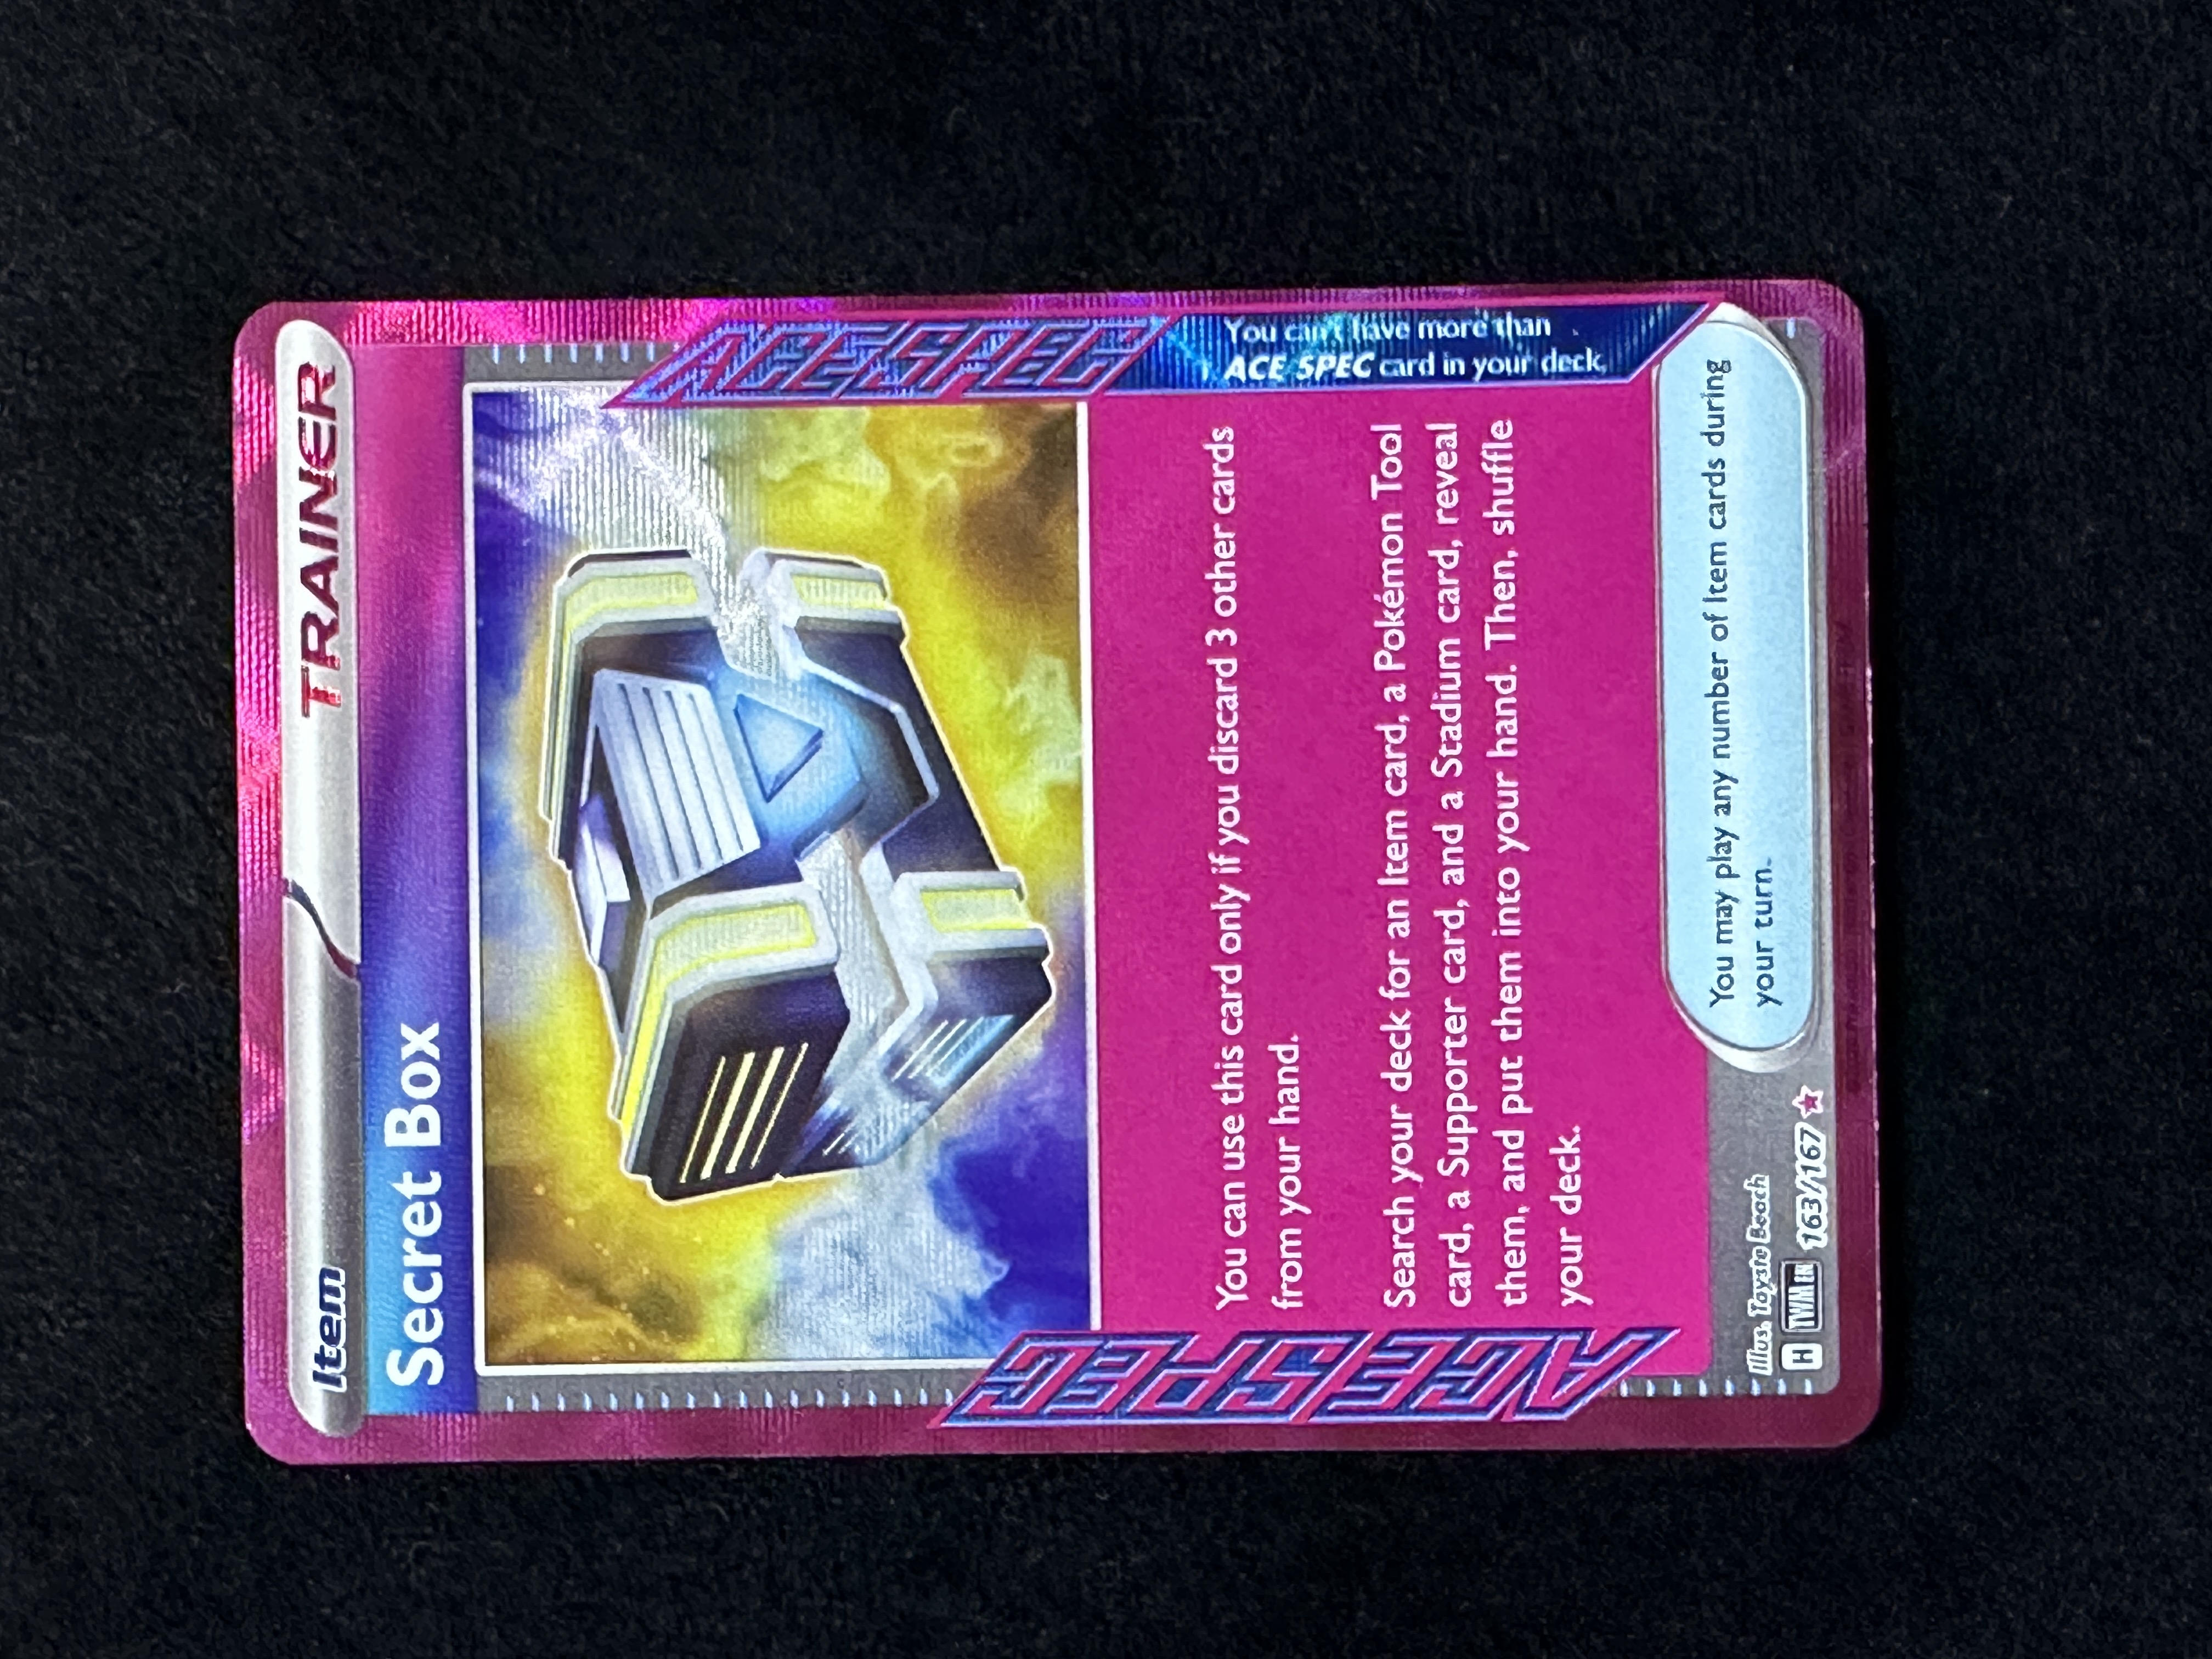 Item
TRAINER
Secret Box
ACE SPEC
You can use this card only if you discard 3 other cards
from your hand.
Search your deck for an Item card, a Pokémon Tool
card, a Supporter card, and a Stadium card, reveal
them, and put them into your hand. Then, shuffle
your deck.
ACE SPEC
You can't have more than
ACE SPEC card in your deck.
You may play any number of Item cards during
your turn.
Illus. Toyste Beach
H TWM EN 163/167